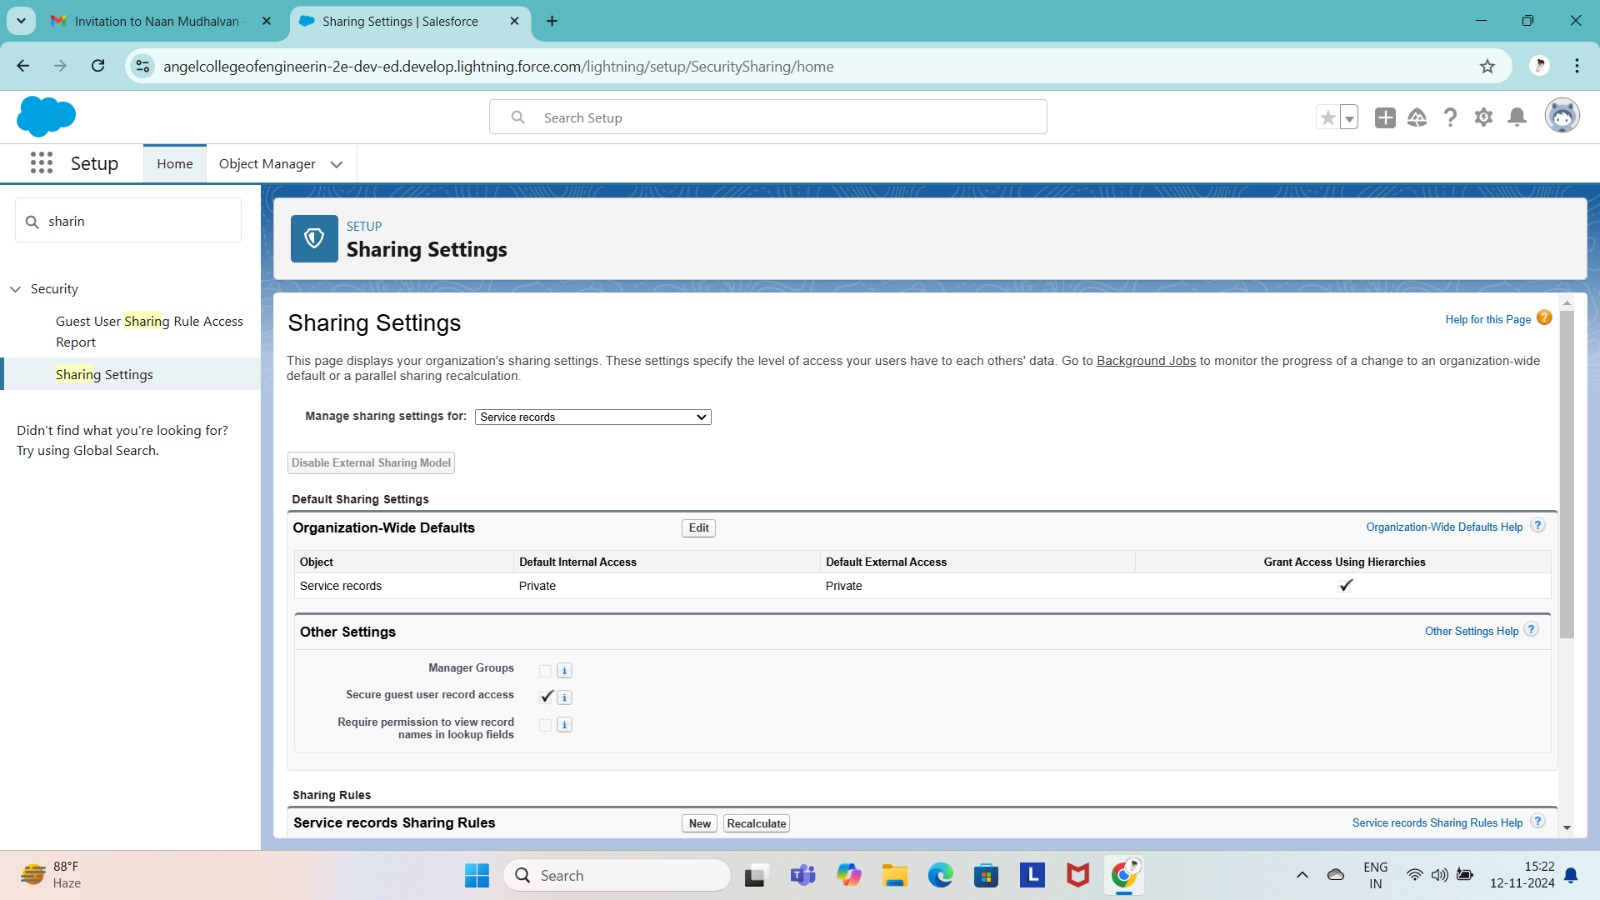 Invitation to Naan Mudhalvan
Sharing Settings | Salesforce
angelcollegeofengineerin-2e-dev-ed.develop.lightning.force.com/lightning/setup/SecuritySharing/home
Search Setup
Setup
Home
Object Manager
sharin
Security
Guest User Sharing Rule Access
Report
Sharing Settings
Didn't find what you're looking for?
Try using Global Search.
SETUP
Sharing Settings
Sharing Settings
Help for this Page ?
This page displays your organization's sharing settings. These settings specify the level of access your users have to each others' data. Go to Background Jobs to monitor the progress of a change to an organization-wide
default or a parallel sharing recalculation.
Manage sharing settings for: Service records
Disable External Sharing Model
Default Sharing Settings
Organization-Wide Defaults Edit Organization-Wide Defaults Help ?
Object Default Internal Access Default External Access Grant Access Using Hierarchies
Service records Private Private
Other Settings Other Settings Help ?
Manager Groups i
Secure guest user record access i
Require permission to view record
names in lookup fields i
Sharing Rules
Service records Sharing Rules New Recalculate Service records Sharing Rules Help ?
88°F
Haze
Search
L
ENG
IN
15:22
12-11-2024